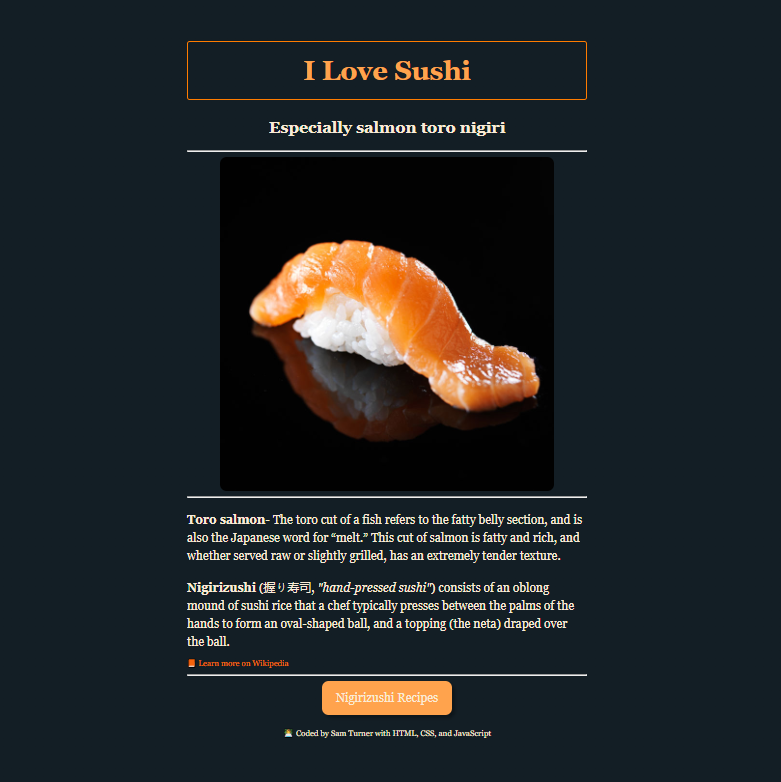 I Love Sushi
Especially salmon toro nigiri
Toro salmon- The toro cut of a fish refers to the fatty belly section, and is
also the Japanese word for “melt.” This cut of salmon is fatty and rich, and
whether served raw or slightly grilled, has an extremely tender texture.
Nigirizushi (握り寿司, "hand-pressed sushi") consists of an oblong
mound of sushi rice that a chef typically presses between the palms of the
hands to form an oval-shaped ball, and a topping (the neta) draped over
the ball.
📙 Learn more on Wikipedia
Nigirizushi Recipes
Coded by Sam Turner with HTML, CSS, and JavaScript